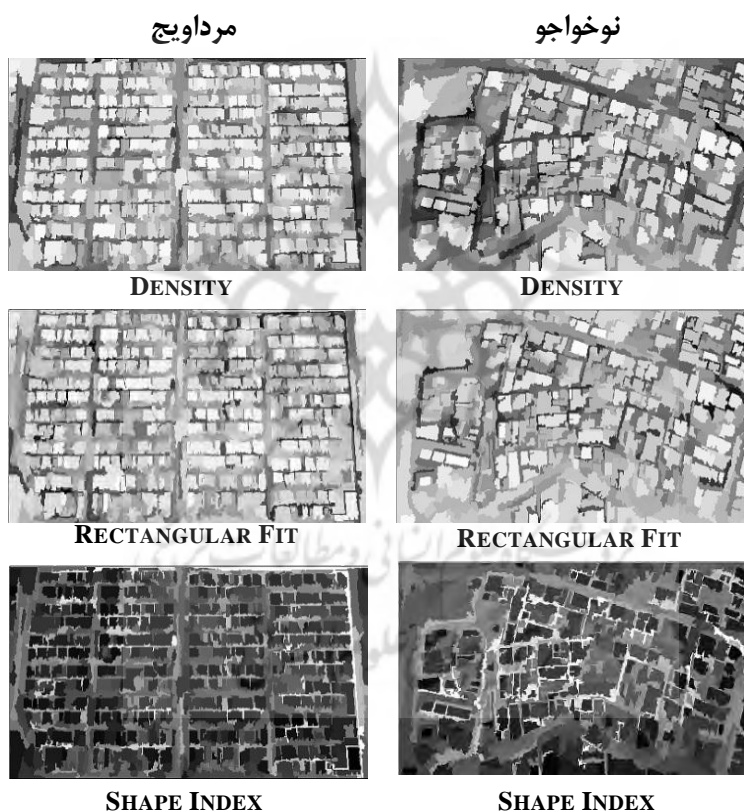 مرداویج نوخواجو
DENSITY DENSITY
RECTANGULAR FIT RECTANGULAR FIT
SHAPE INDEX SHAPE INDEX